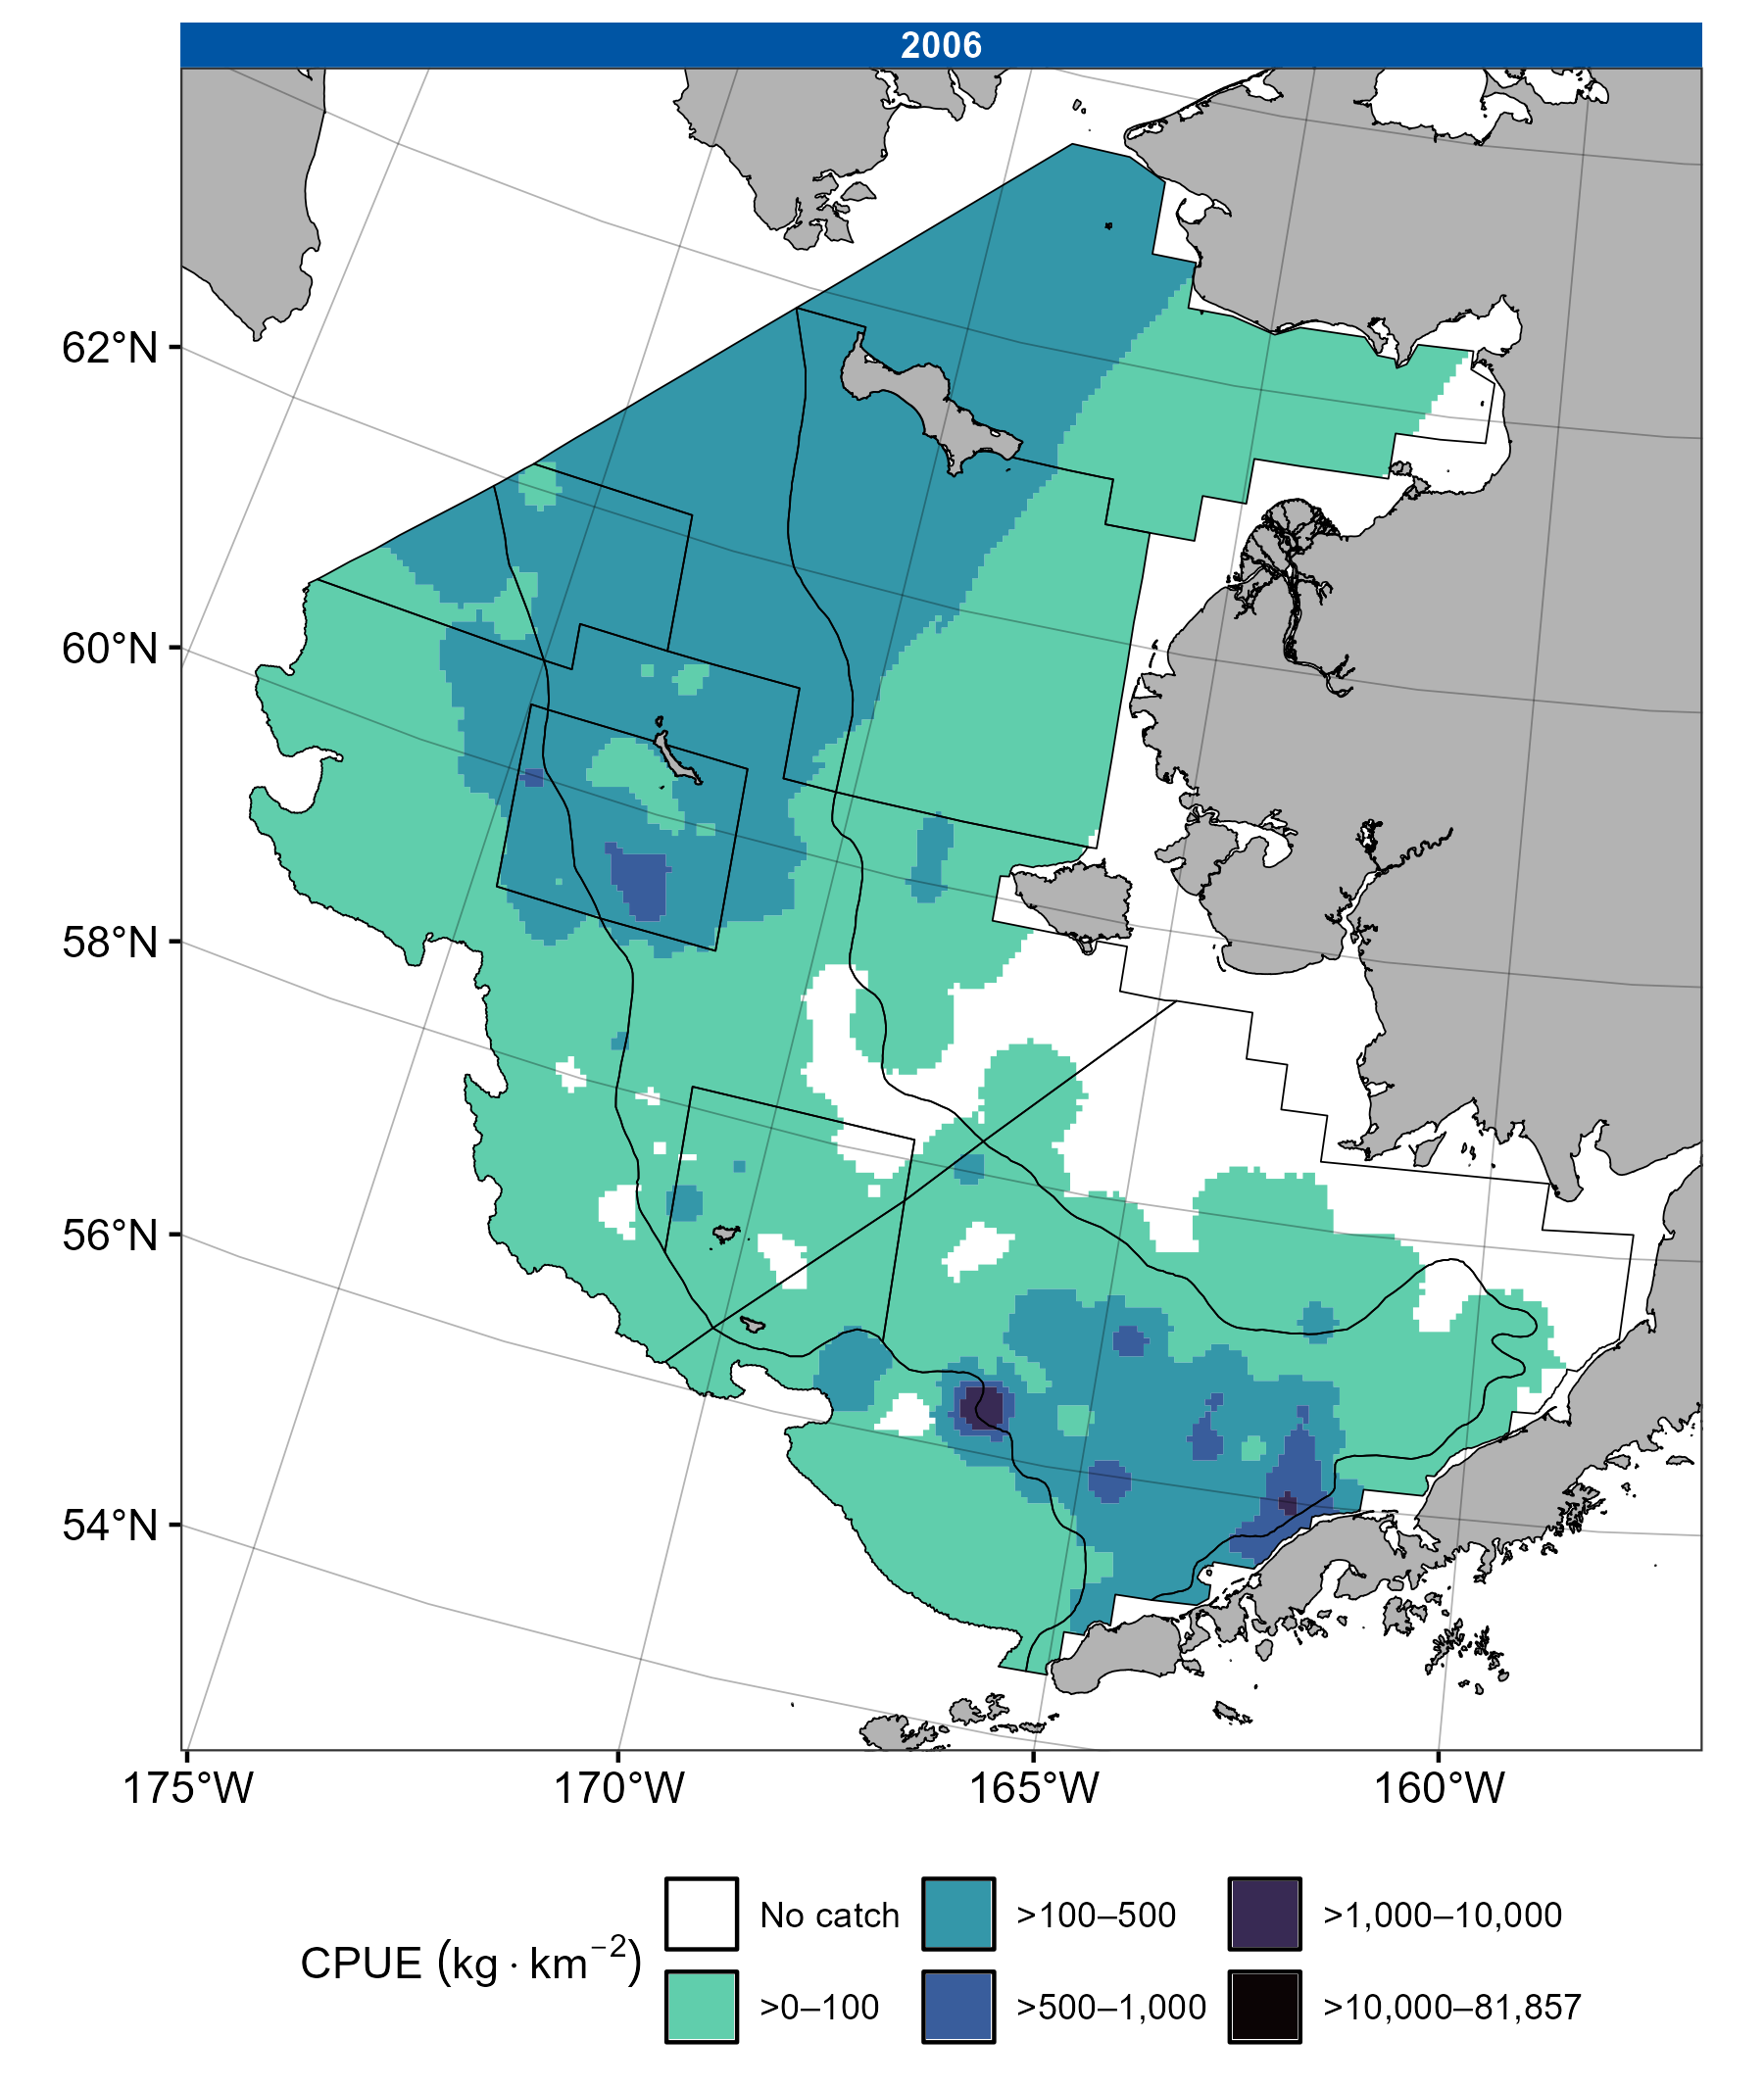 2006
62°N
60°N
58°N
56°N
54°N
175°W 170°W 165°W 160°W
CPUE (kg · km⁻²)
No catch >100–500 >1,000–10,000
>0–100 >500–1,000 >10,000–81,857